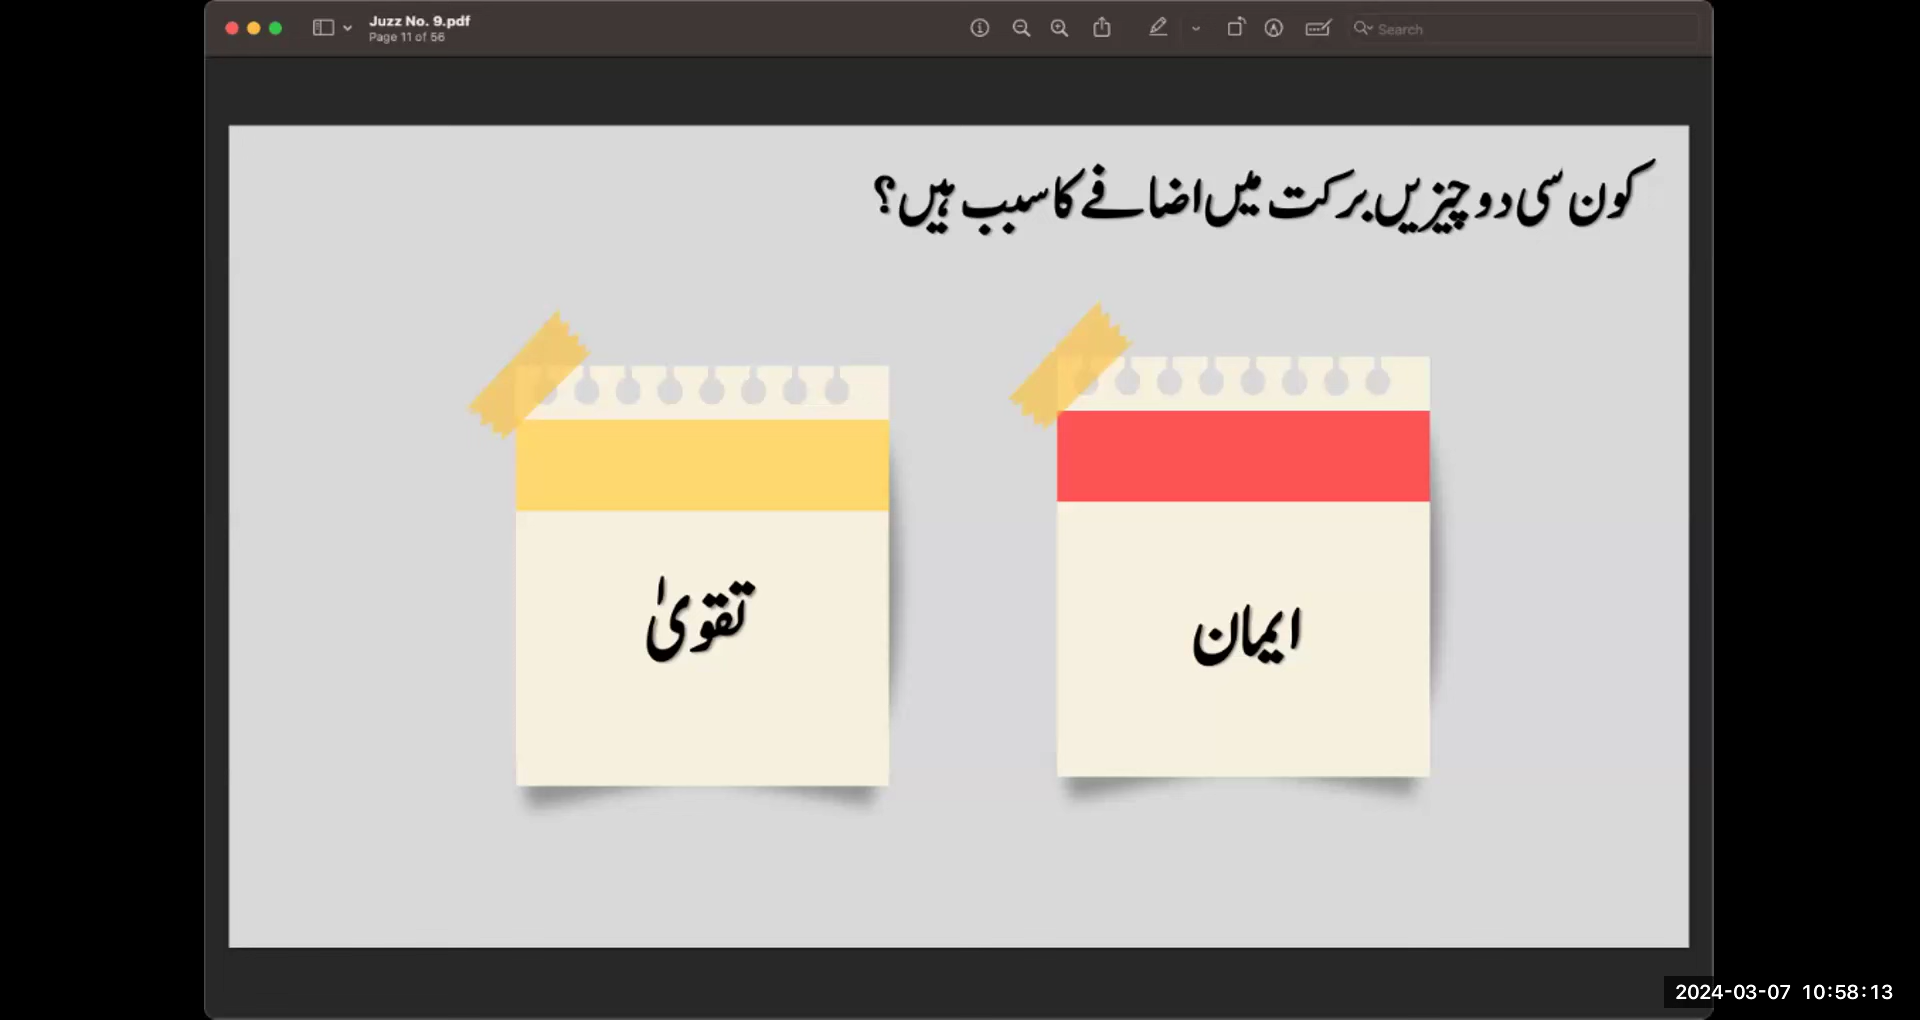 Juzz No. 9.pdf
Page 11 of 56
Search
کون سی دو چیزیں برکت میں اضافے کا سبب ہیں؟
ایمان
تقویٰ
2024-03-07 10:58:13